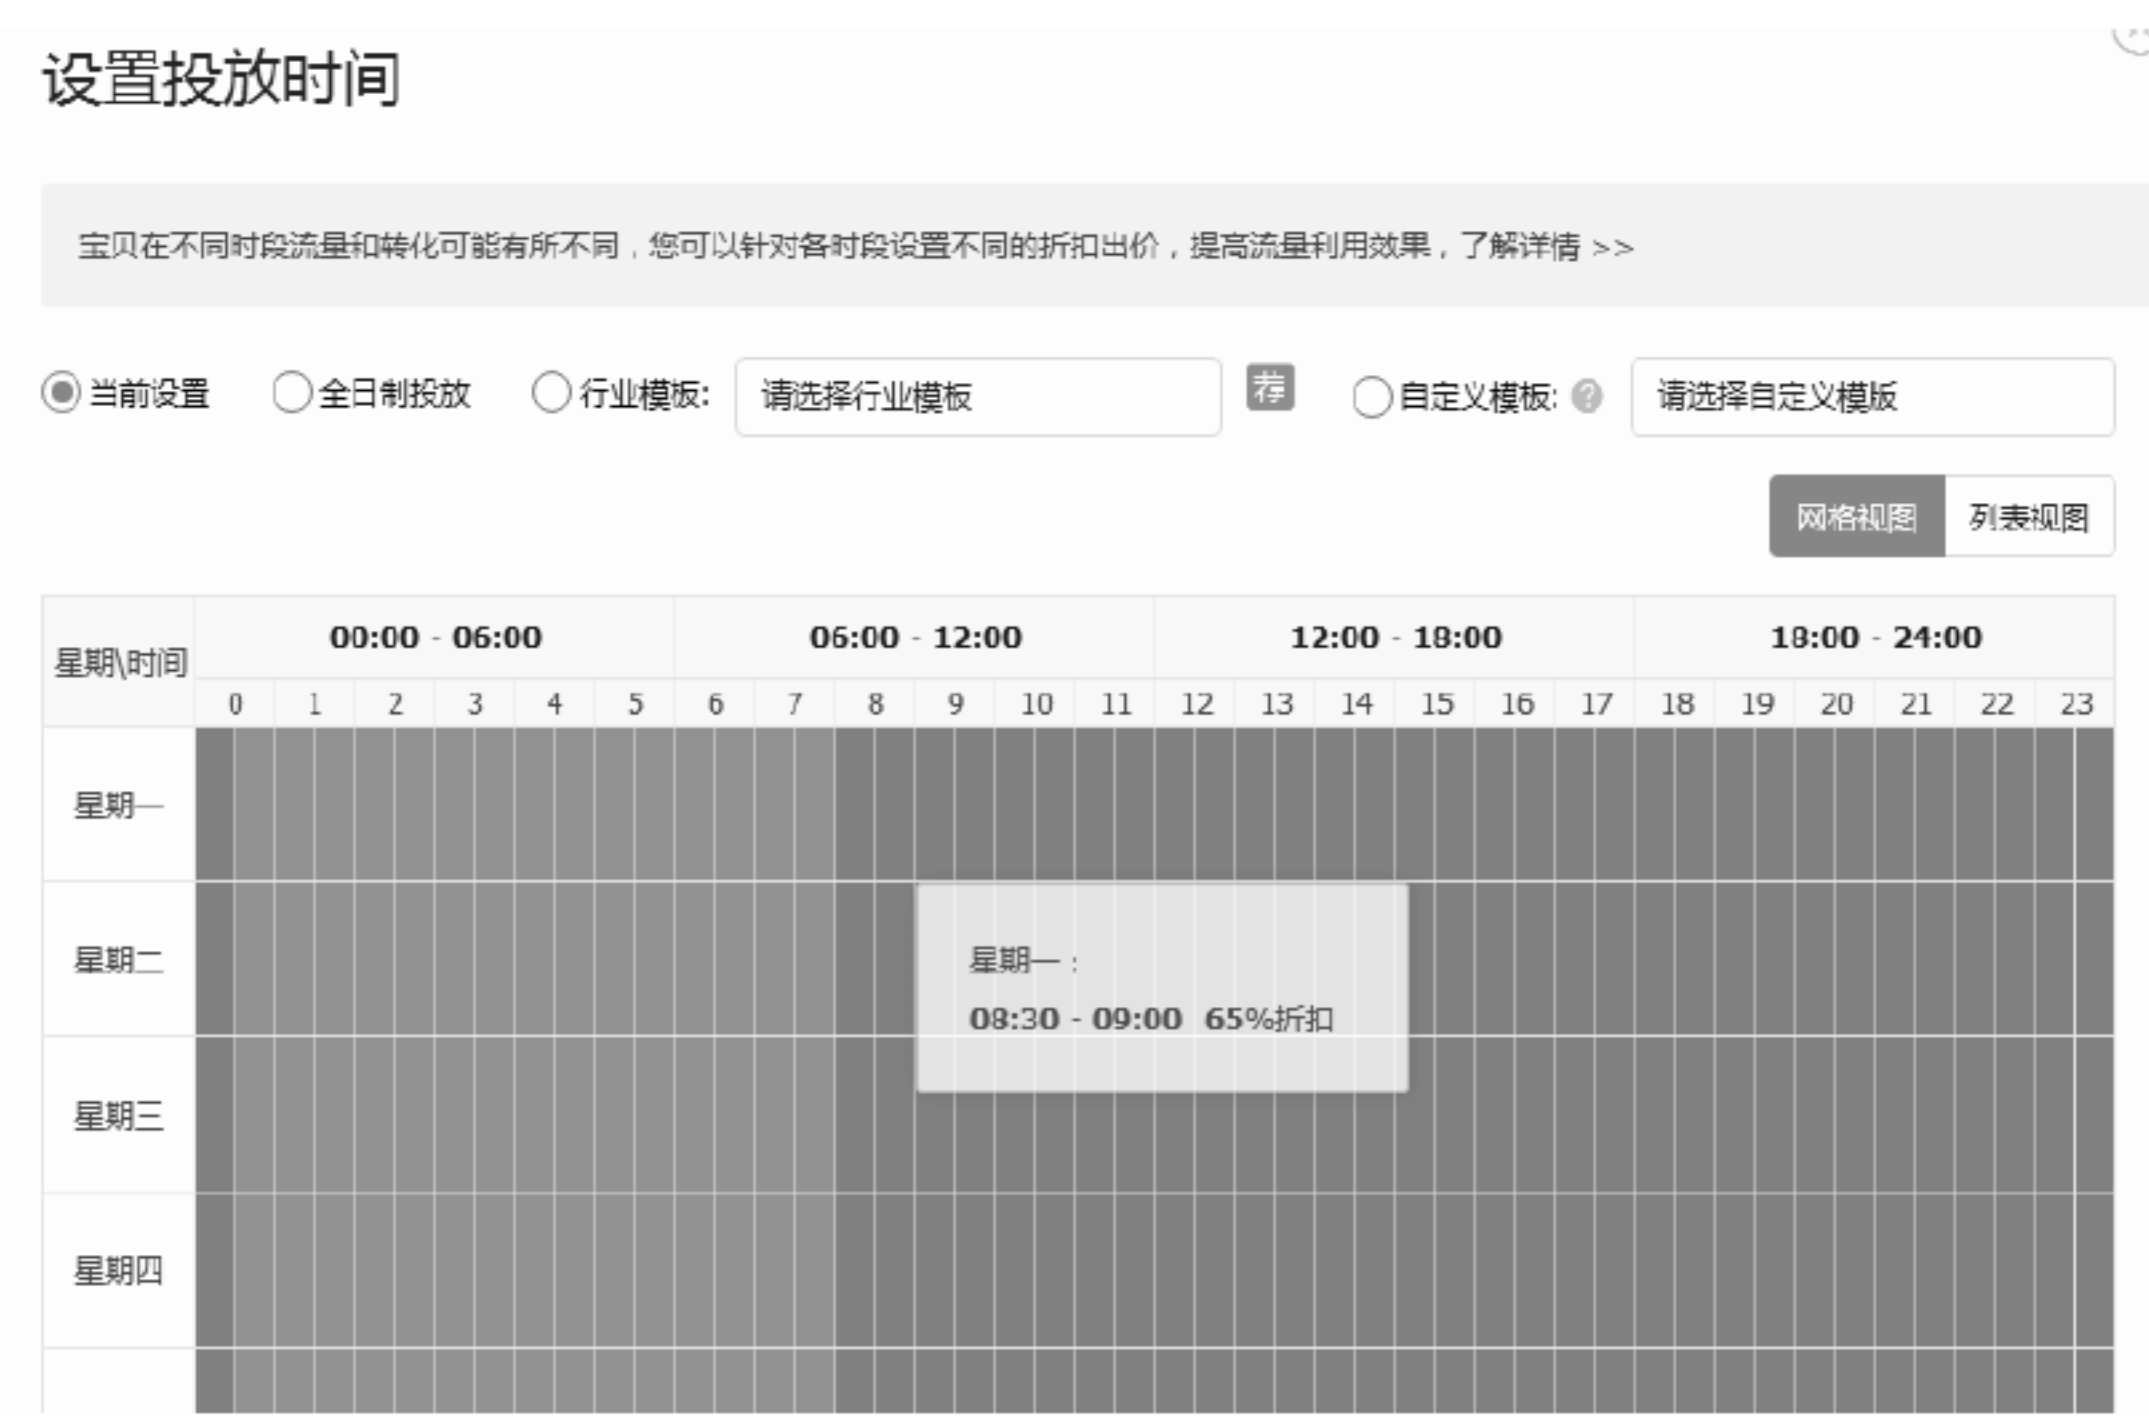 设置投放时间
宝贝在不同时段流量和转化可能有所不同，您可以针对各时段设置不同的折扣出价，提高流量利用效果，了解详情 >>
当前设置 全日制投放 行业模板: 请选择行业模板 荐 自定义模板: ? 请选择自定义模版
网格视图 列表视图
星期\时间 00:00 - 06:00 06:00 - 12:00 12:00 - 18:00 18:00 - 24:00
0 1 2 3 4 5 6 7 8 9 10 11 12 13 14 15 16 17 18 19 20 21 22 23
星期一
星期二
星期一：
08:30 - 09:00 65%折扣
星期三
星期四